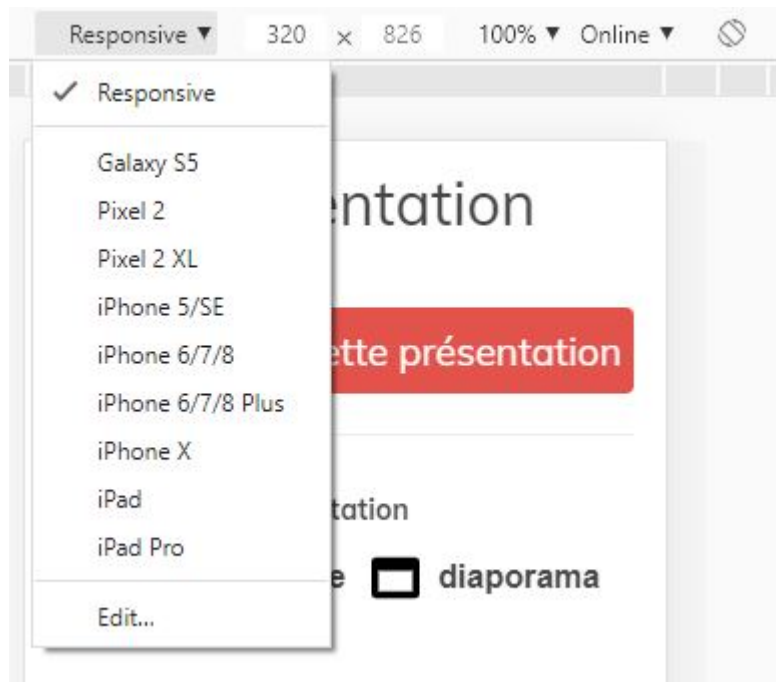 Responsive ▼ 320 × 826 100% ▼ Online ▼
✓ Responsive
Galaxy S5
Pixel 2
Pixel 2 XL
iPhone 5/SE
iPhone 6/7/8
iPhone 6/7/8 Plus
iPhone X
iPad
iPad Pro
Edit...
entation
ette présentation
tation
e diaporama